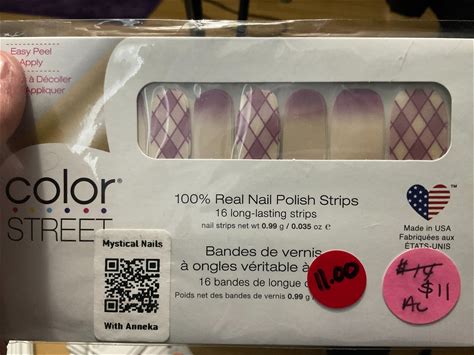 Easy Peel
Apply
à Décoller
Appliquer
color
STREET
100% Real Nail Polish Strips
16 long-lasting strips
nail strips net wt 0.99 g / 0.035 oz ℮
Made in USA
Fabriquées aux
ÉTATS-UNIS
Bandes de vernis
à ongles véritable à
16 bandes de longue
Poids net des bandes de vernis 0.99 g
Mystical Nails
With Anneka
11.00
$11
AC